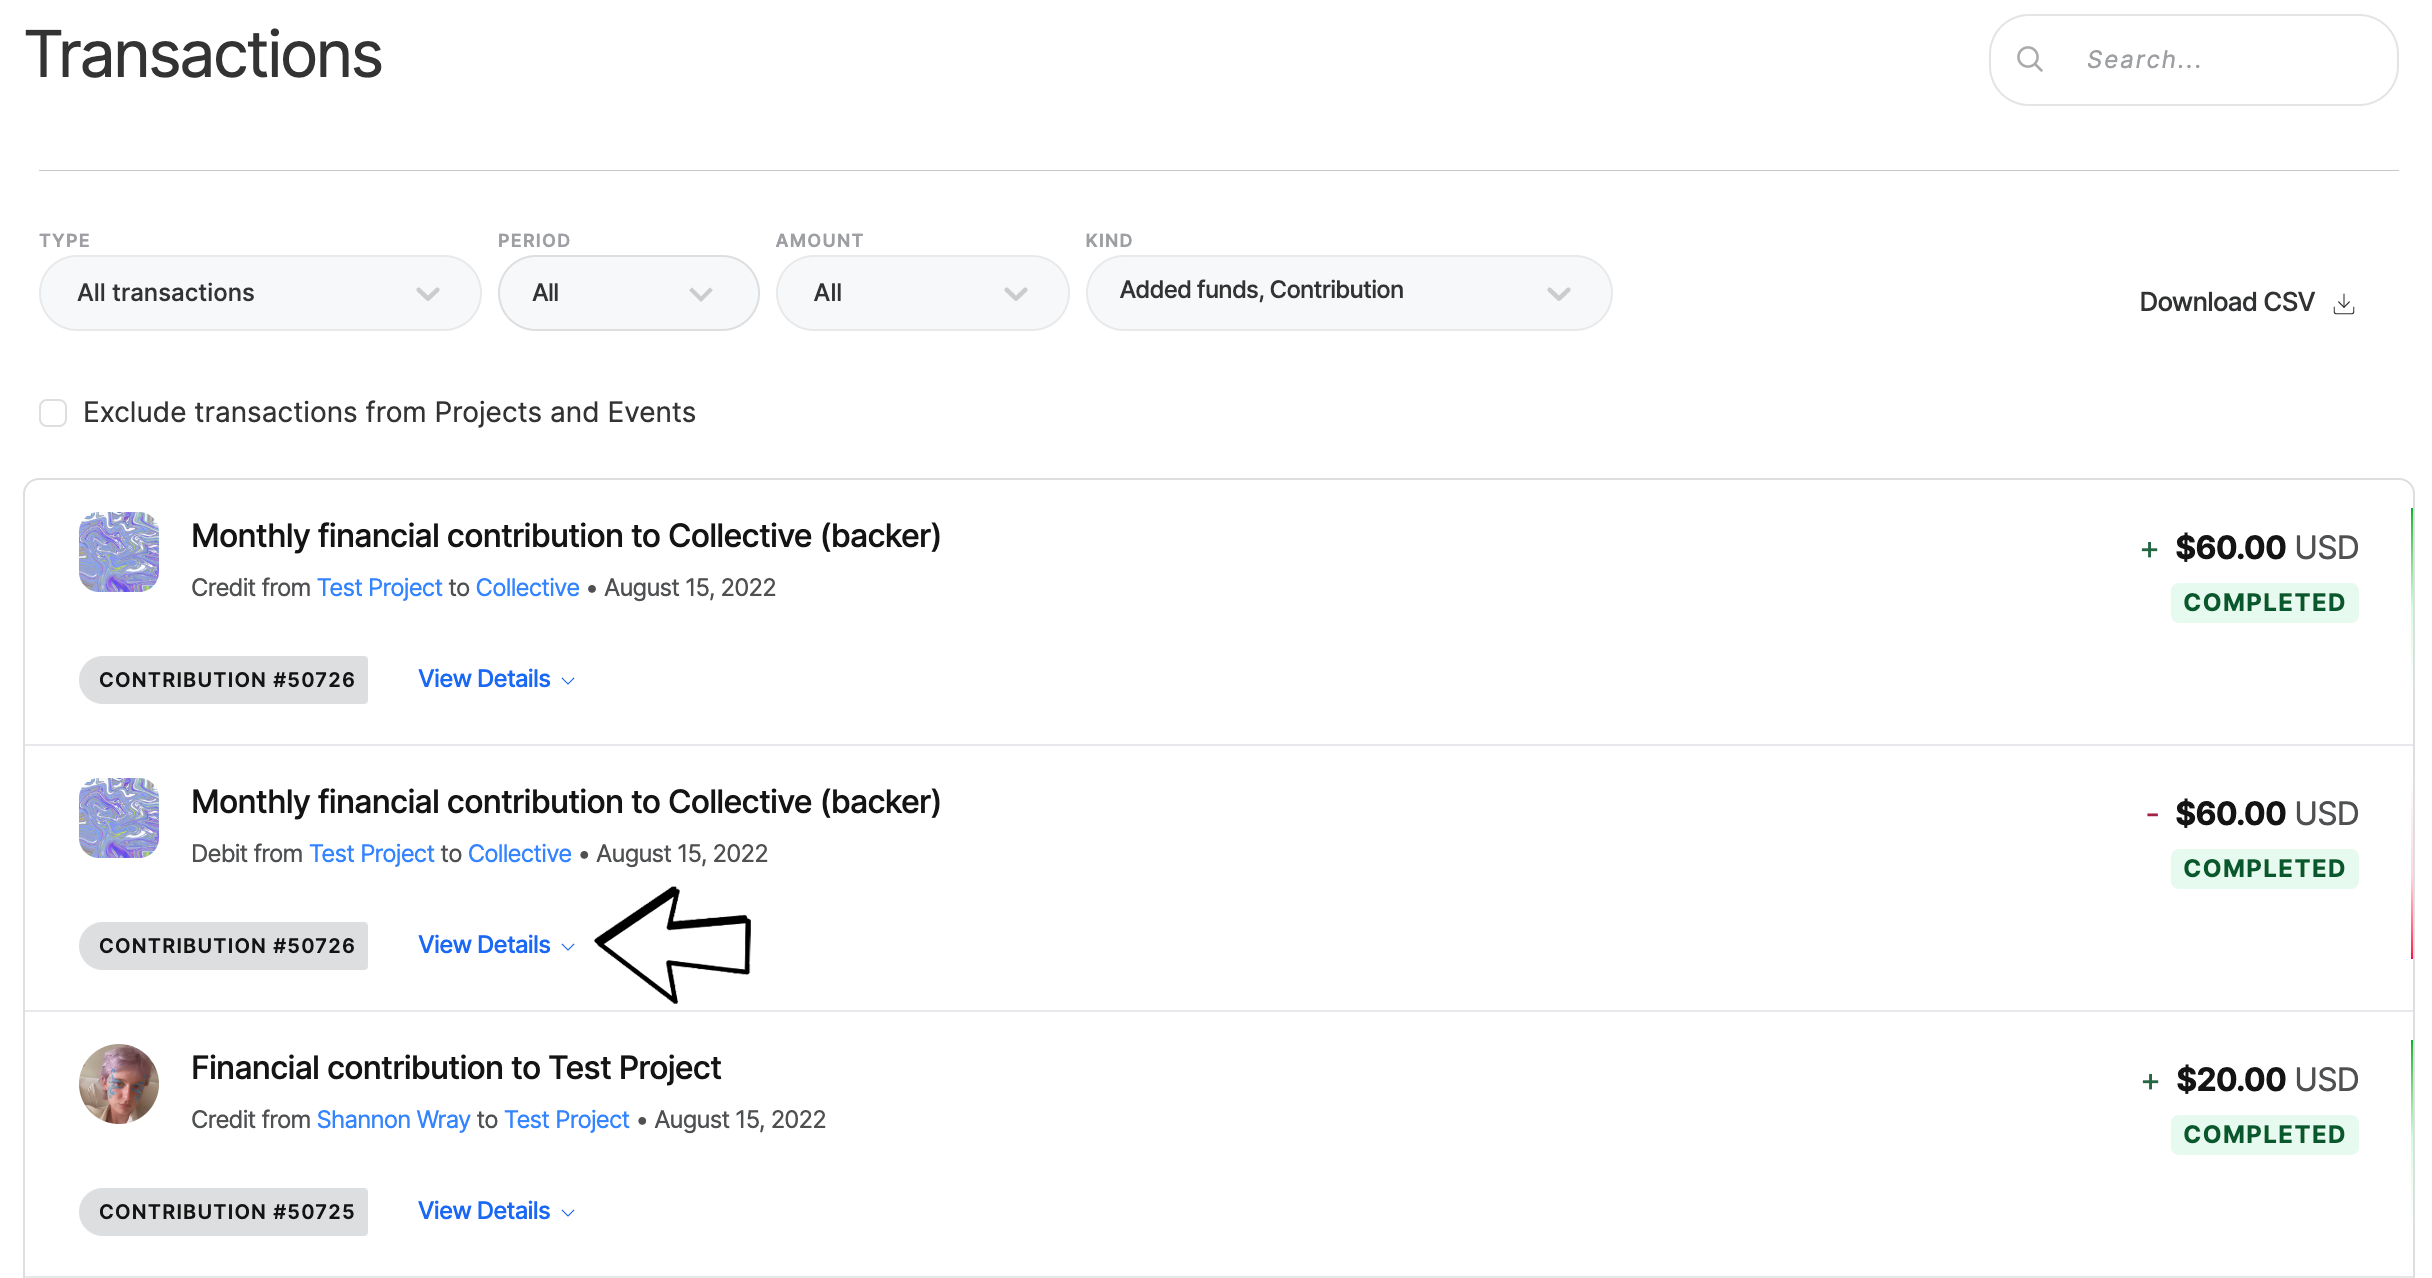 Transactions
Search...
TYPE
PERIOD
AMOUNT
KIND
All transactions
All
All
Added funds, Contribution
Download CSV
Exclude transactions from Projects and Events
Monthly financial contribution to Collective (backer)
+ $60.00 USD
Credit from Test Project to Collective • August 15, 2022
COMPLETED
CONTRIBUTION #50726
View Details
Monthly financial contribution to Collective (backer)
- $60.00 USD
Debit from Test Project to Collective • August 15, 2022
COMPLETED
CONTRIBUTION #50726
View Details
Financial contribution to Test Project
+ $20.00 USD
Credit from Shannon Wray to Test Project • August 15, 2022
COMPLETED
CONTRIBUTION #50725
View Details